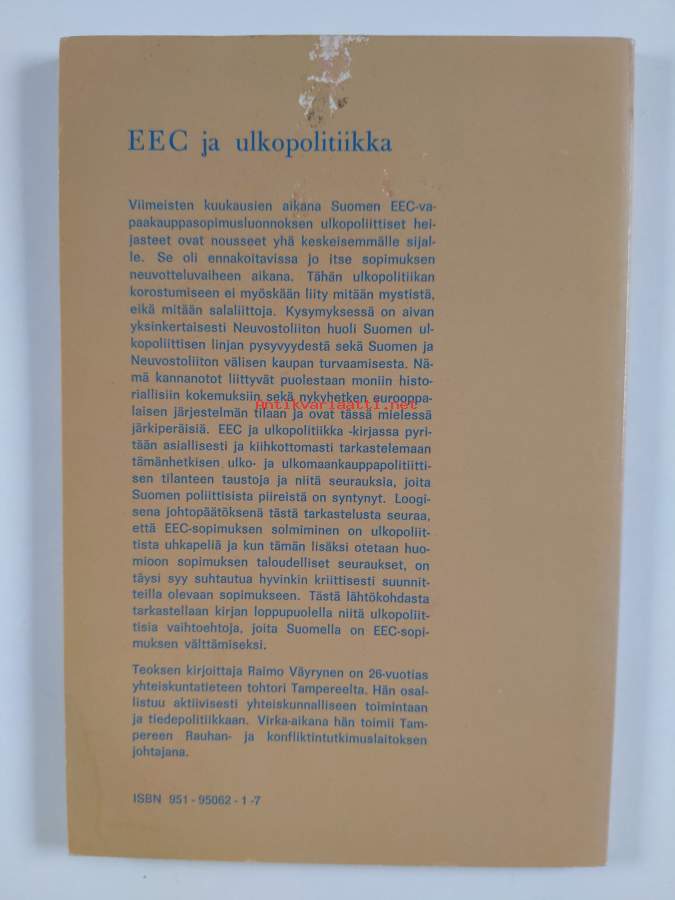 EEC ja ulkopolitiikka
Viimeisten kuukausien aikana Suomen EEC-va-
paakauppasopimusluonnoksen ulkopoliittiset hei-
jasteet ovat nousseet yhä keskeisemmälle sijal-
le. Se oli ennakoitavissa jo itse sopimuksen
neuvotteluvaiheen aikana. Tähän ulkopolitiikan
korostumiseen ei myöskään liity mitään mystistä,
eikä mitään salaliittoja. Kysymyksessä on aivan
yksinkertaisesti Neuvostoliiton huoli Suomen ul-
kopoliittisen linjan pysyvyydestä sekä Suomen ja
Neuvostoliiton välisen kaupan turvaamisesta. Nä-
mä kannanotot liittyvät puolestaan moniin histo-
riallisiin kokemuksiin sekä nykyhetken eurooppa-
Antikvariaatti.net
laisen järjestelmän tilaan ja ovat tässä mielessä
järkiperäisiä. EEC ja ulkopolitiikka -kirjassa pyri-
tään asiallisesti ja kiihkottomasti tarkastelemaan
tämänhetkisen ulko- ja ulkomaankauppapolitiitti-
sen tilanteen taustoja ja niitä seurauksia, joita
Suomen poliittisista piireistä on syntynyt. Loogi-
sena johtopäätöksenä tästä tarkastelusta seuraa,
että EEC-sopimuksen solmiminen on ulkopoliit-
tista uhkapeliä ja kun tämän lisäksi otetaan huo-
mioon sopimuksen taloudelliset seuraukset, on
täysi syy suhtautua hyvinkin kriittisesti suunnit-
teilla olevaan sopimukseen. Tästä lähtökohdasta
tarkastellaan kirjan loppupuolella niitä ulkopoliit-
tisia vaihtoehtoja, joita Suomella on EEC-sopi-
muksen välttämiseksi.
Teoksen kirjoittaja Raimo Väyrynen on 26-vuotias
yhteiskuntatieteen tohtori Tampereelta. Hän osal-
listuu aktiivisesti yhteiskunnalliseen toimintaan
ja tiedepolitiikkaan. Virka-aikana hän toimii Tam-
pereen Rauhan- ja konfliktintutkimuslaitoksen
johtajana.
ISBN 951 - 95062 - 1 -7